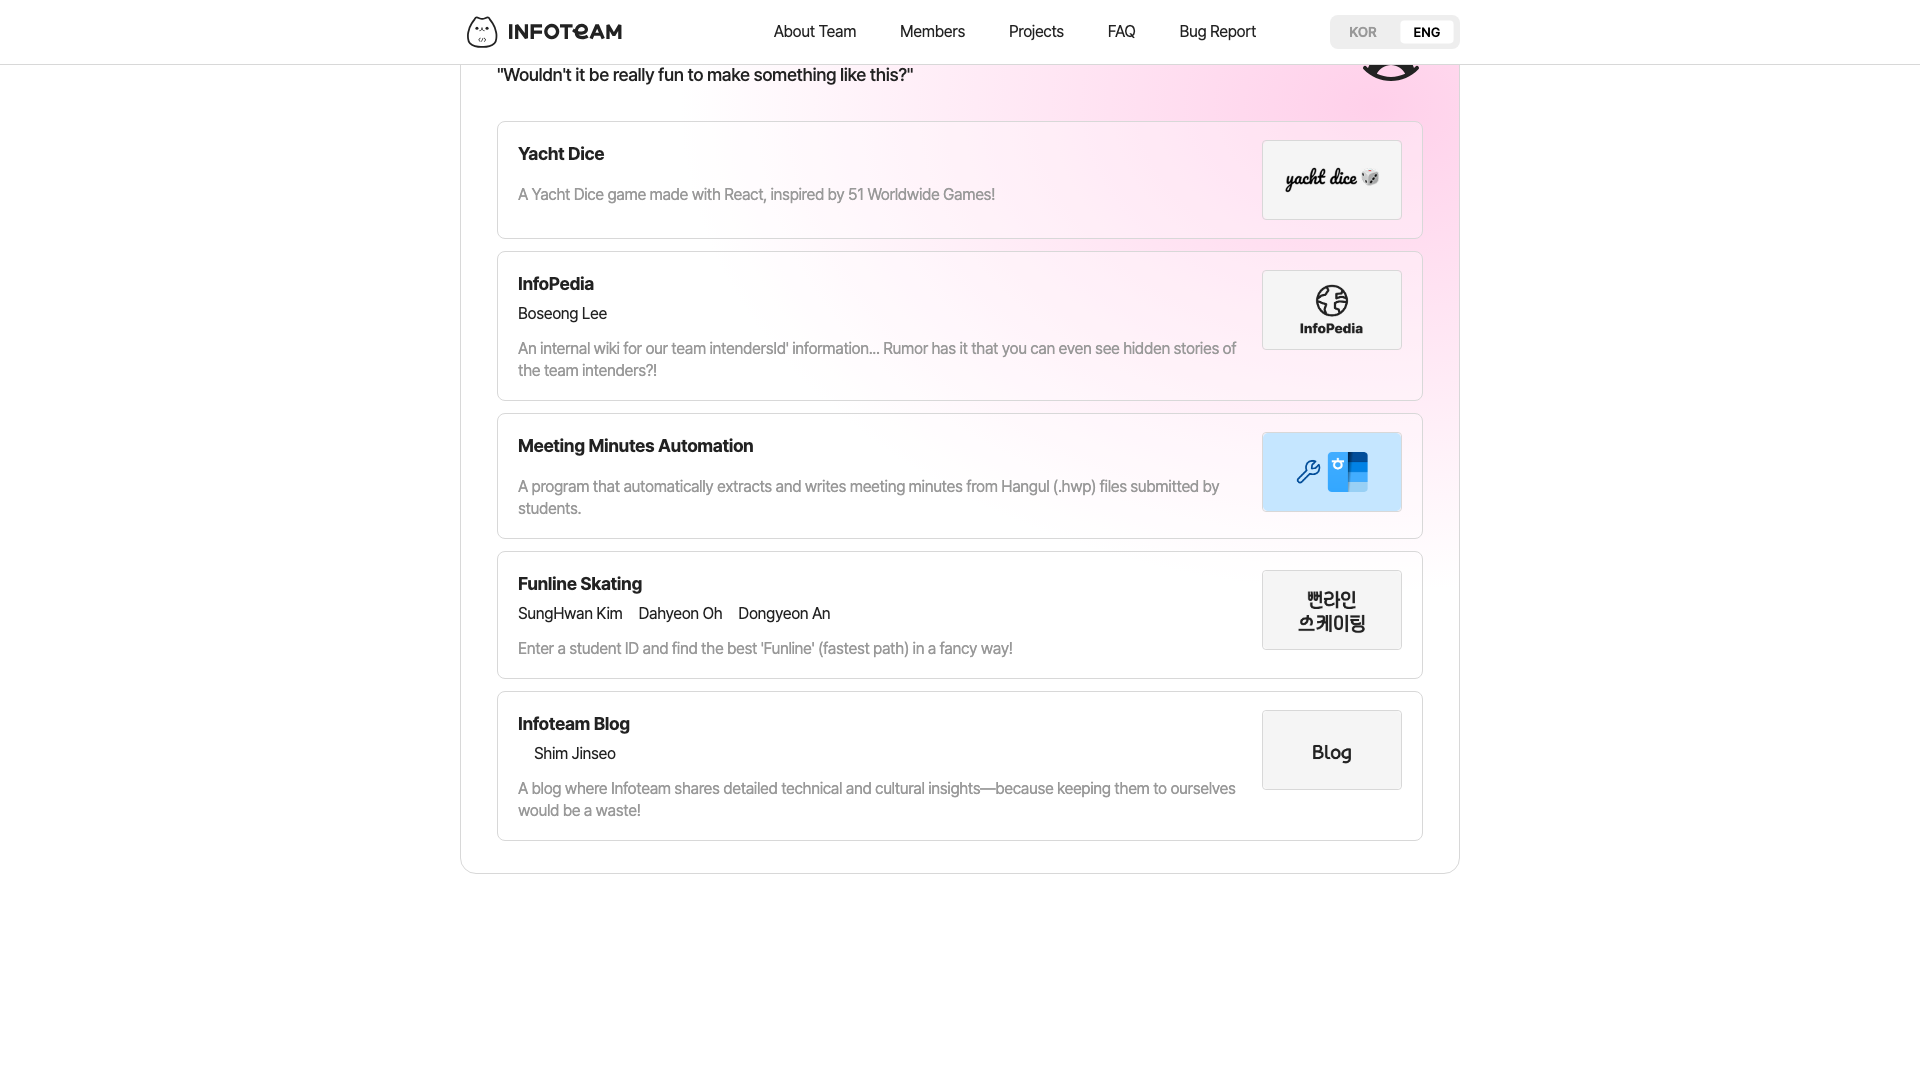 INFOTEAM
About Team
Members
Projects
FAQ
Bug Report
KOR
ENG
"Wouldn't it be really fun to make something like this?"
Yacht Dice
A Yacht Dice game made with React, inspired by 51 Worldwide Games!
yacht dice
InfoPedia
Boseong Lee
An internal wiki for our team intendersId' information... Rumor has it that you can even see hidden stories of
the team intenders?!
InfoPedia
Meeting Minutes Automation
A program that automatically extracts and writes meeting minutes from Hangul (.hwp) files submitted by
students.
Funline Skating
SungHwan Kim Dahyeon Oh Dongyeon An
Enter a student ID and find the best 'Funline' (fastest path) in a fancy way!
뻔라인
스케이팅
Infoteam Blog
Shim Jinseo
A blog where Infoteam shares detailed technical and cultural insights—because keeping them to ourselves
would be a waste!
Blog